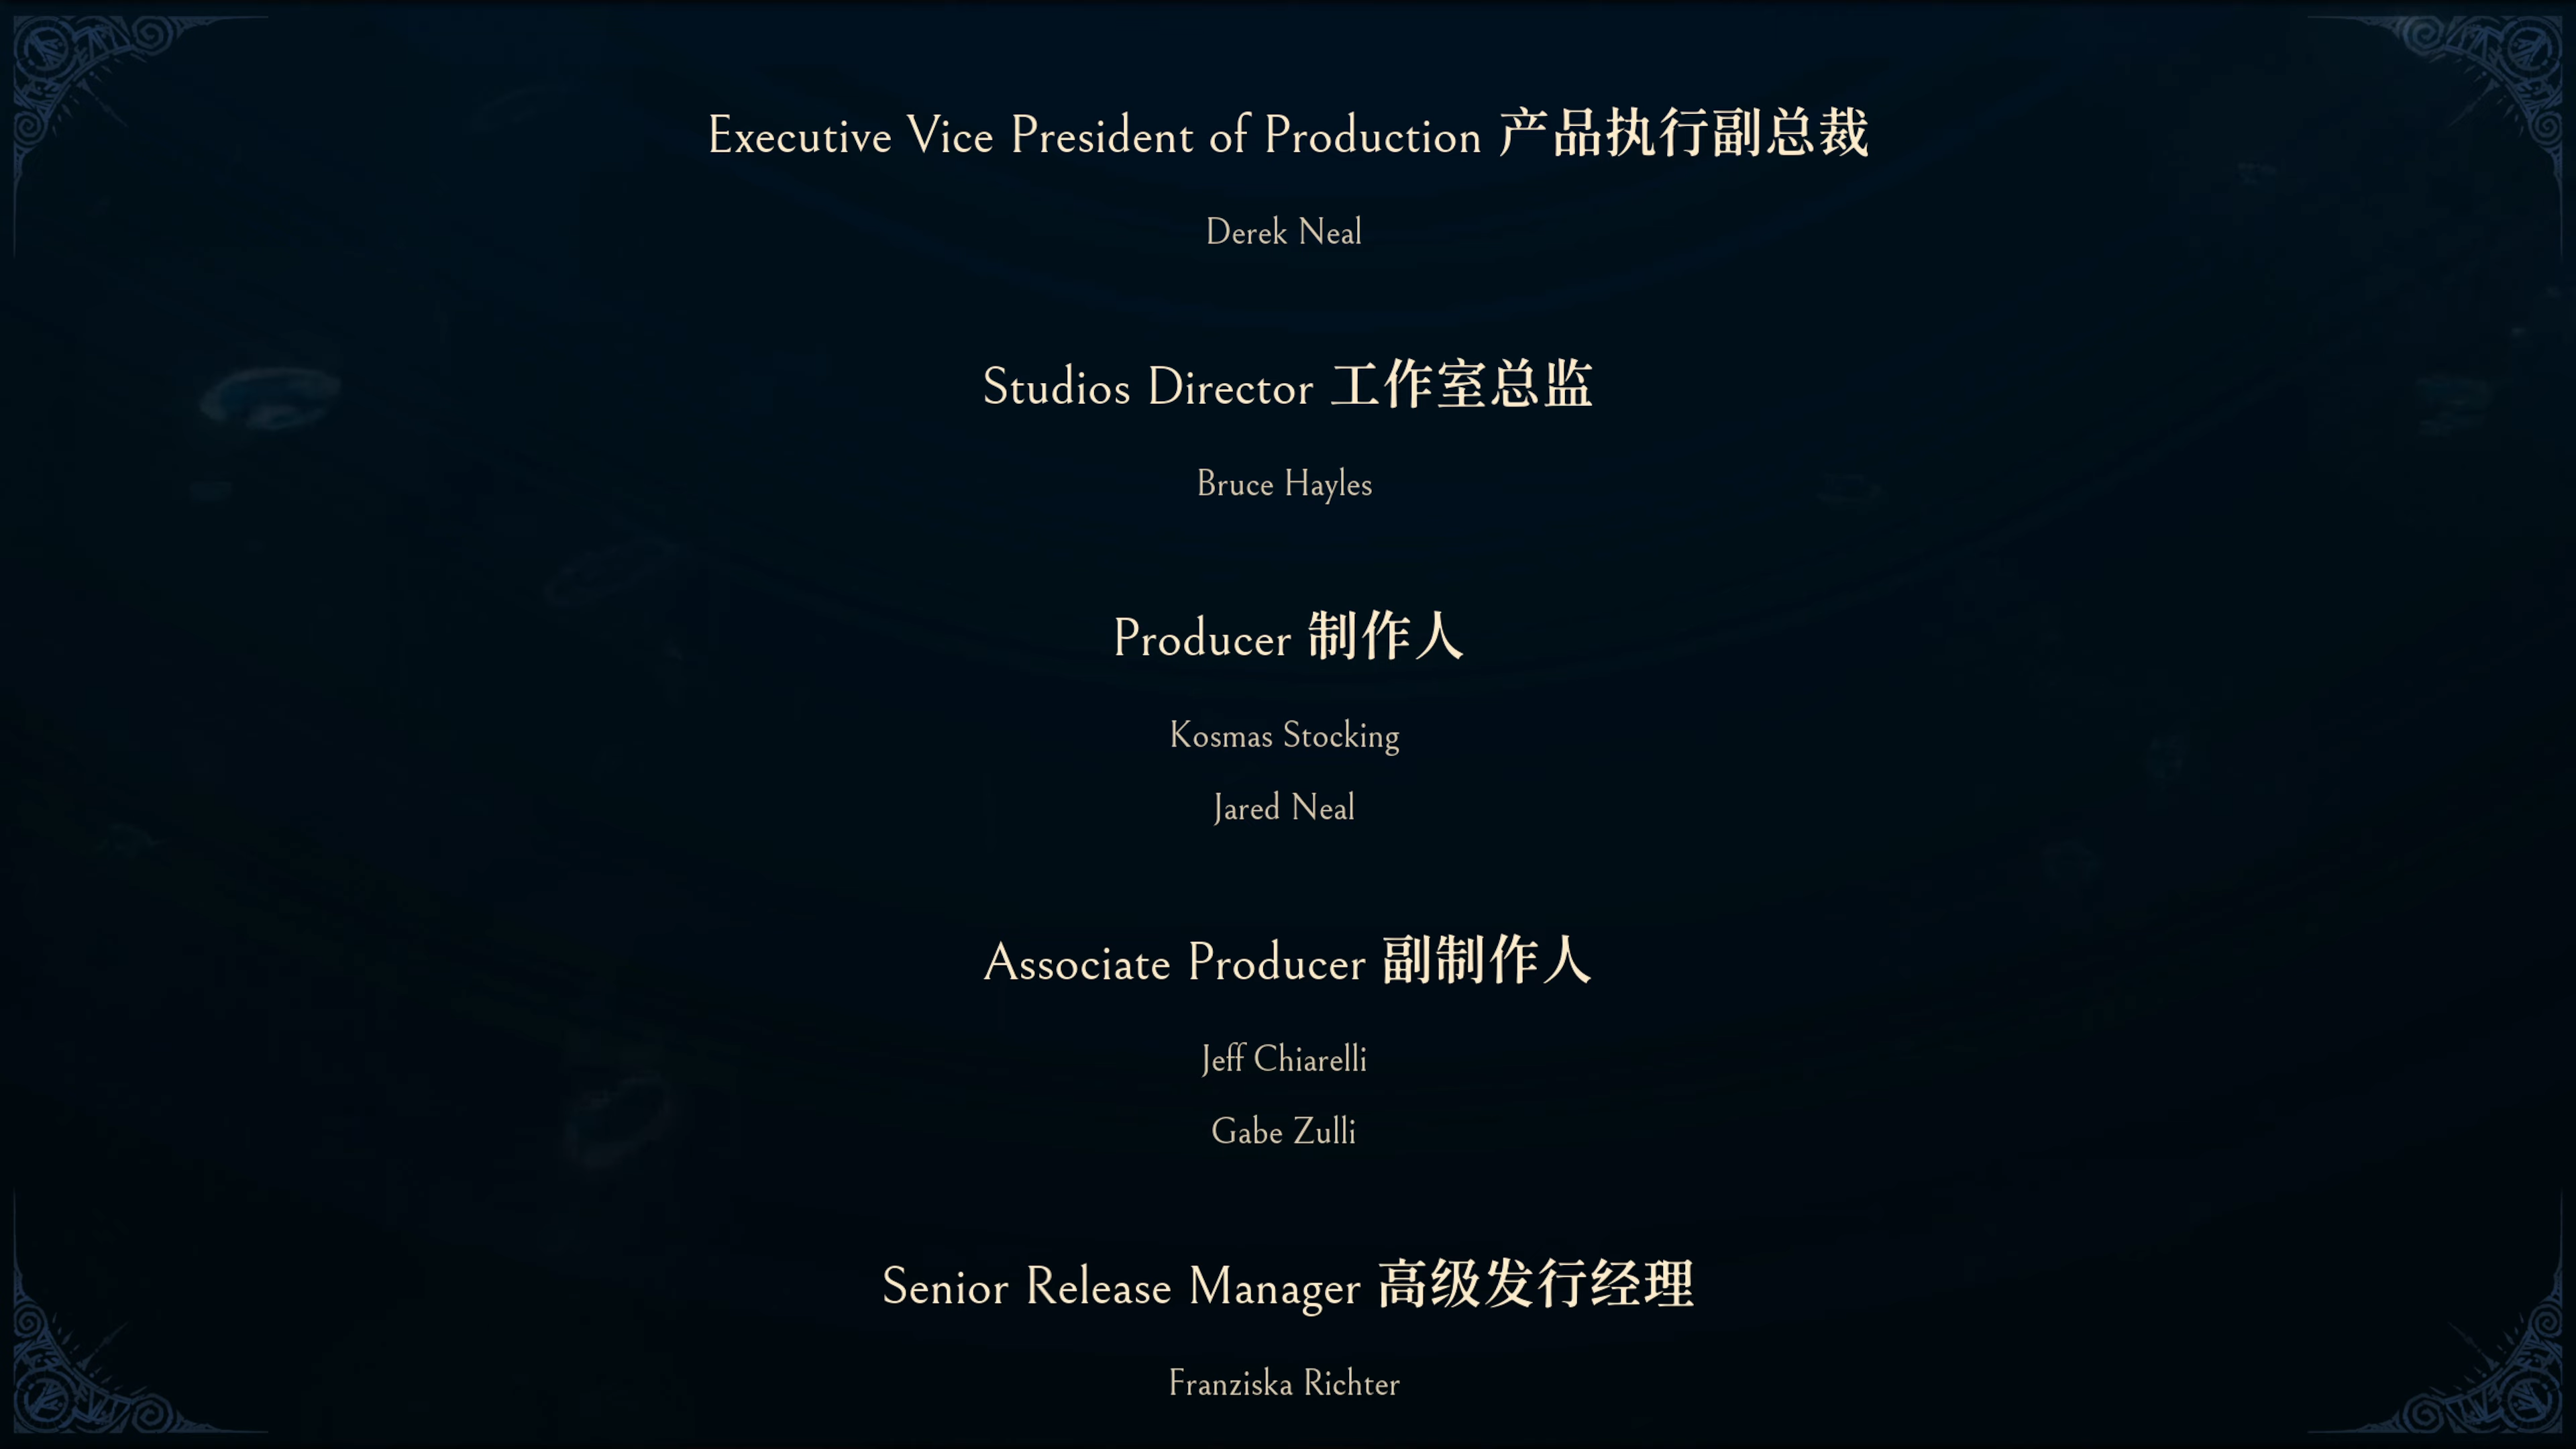 Executive Vice President of Production 产品执行副总裁
Derek Neal
Studios Director 工作室总监
Bruce Hayles
Producer 制作人
Kosmas Stocking
Jared Neal
Associate Producer 副制作人
Jeff Chiarelli
Gabe Zulli
Senior Release Manager 高级发行经理
Franziska Richter